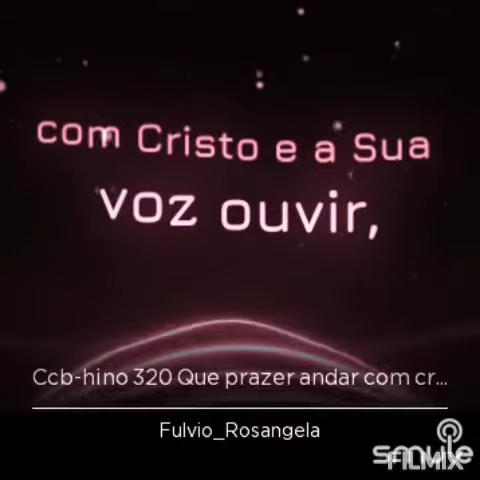 com Cristo e a Sua
voz ouvir,
Ccb-hino 320 Que prazer andar com cr...
Fulvio_Rosangela
smule
FILMIX